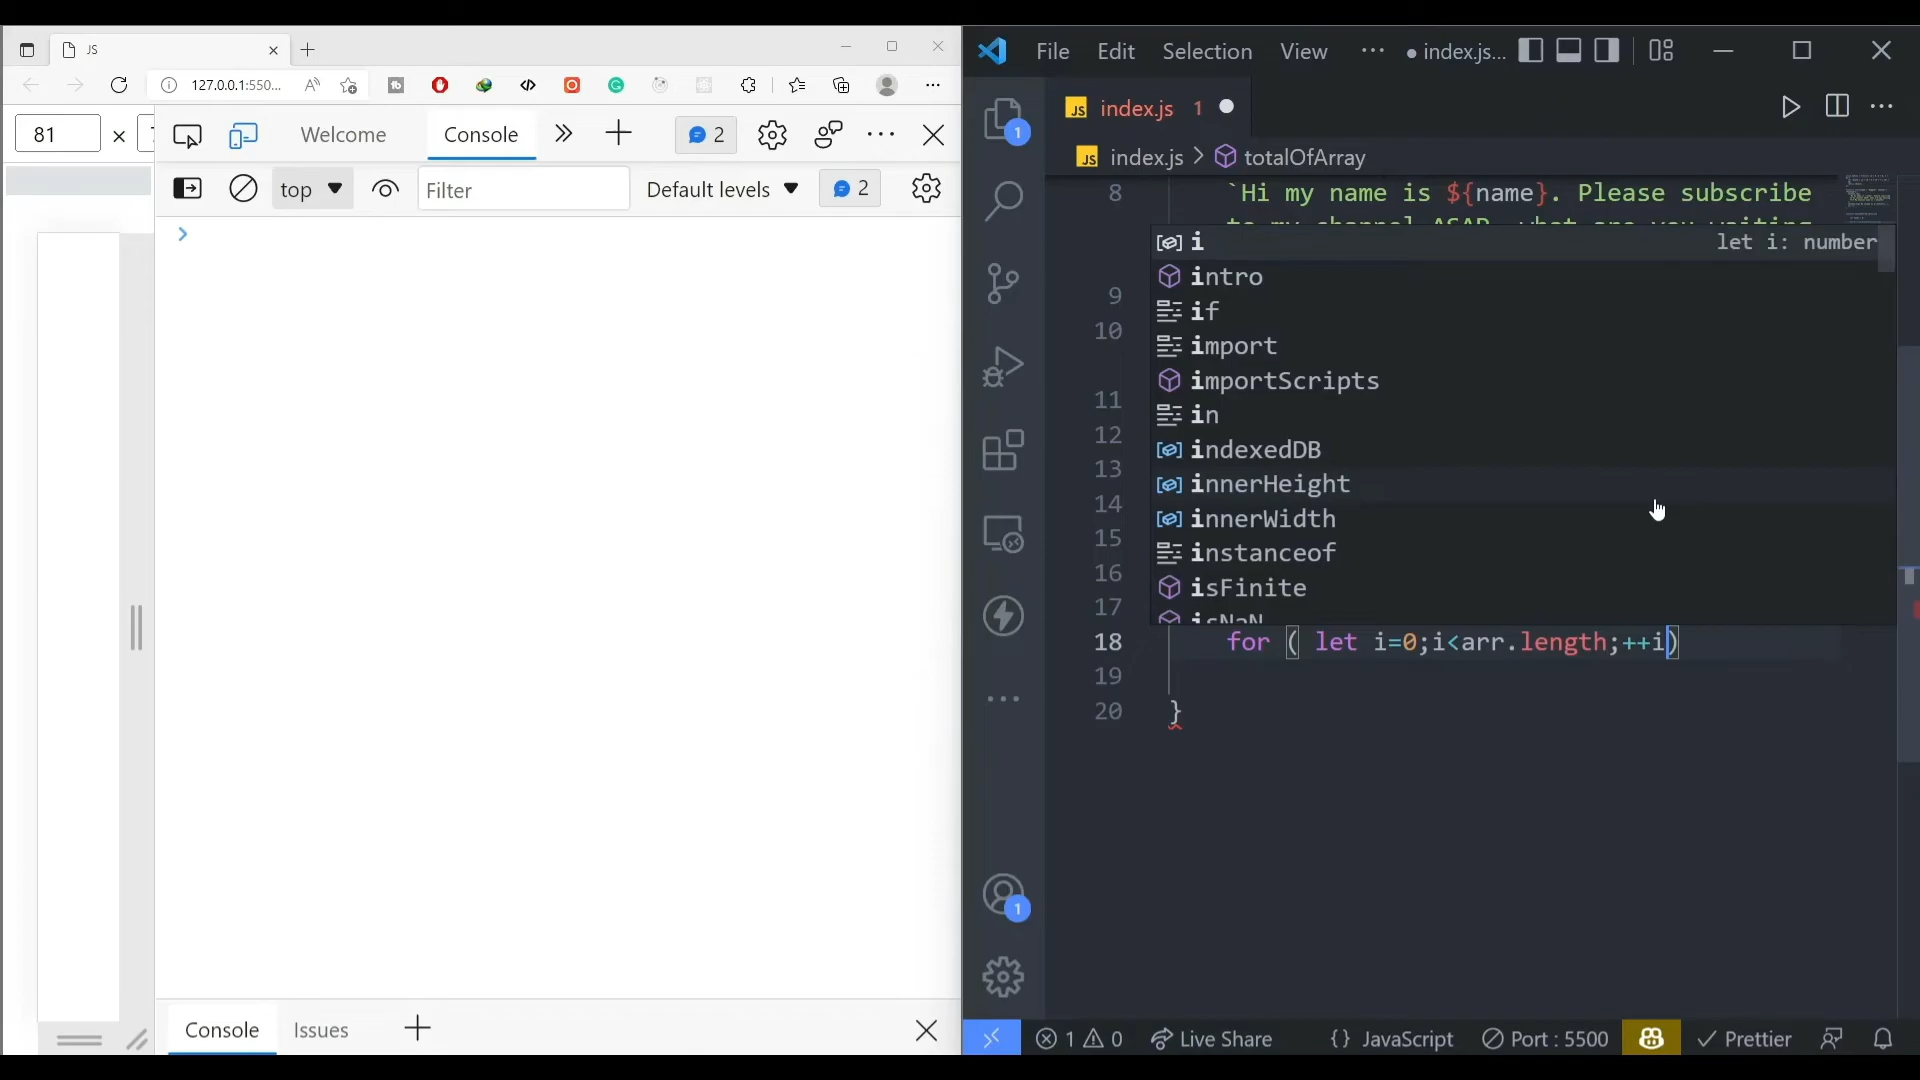 JS
127.0.0.1:550...
81
Welcome
Console
2
top
Filter
Default levels
2
Console
Issues
File Edit Selection View ··· ● index.js...
JS index.js 1
JS index.js > totalOfArray
8 `Hi my name is ${name}. Please subscribe
to my channel ASAP, what are you waiting
i let i: number
intro
if
import
importScripts
in
indexedDB
innerHeight
innerWidth
instanceof
isFinite
isNaN
9
10
11
12
13
14
15
16
17
18 for ( let i=0;i<arr.length;++i)
19
20 }
1
1
1 0 Live Share {} JavaScript Port : 5500 Prettier